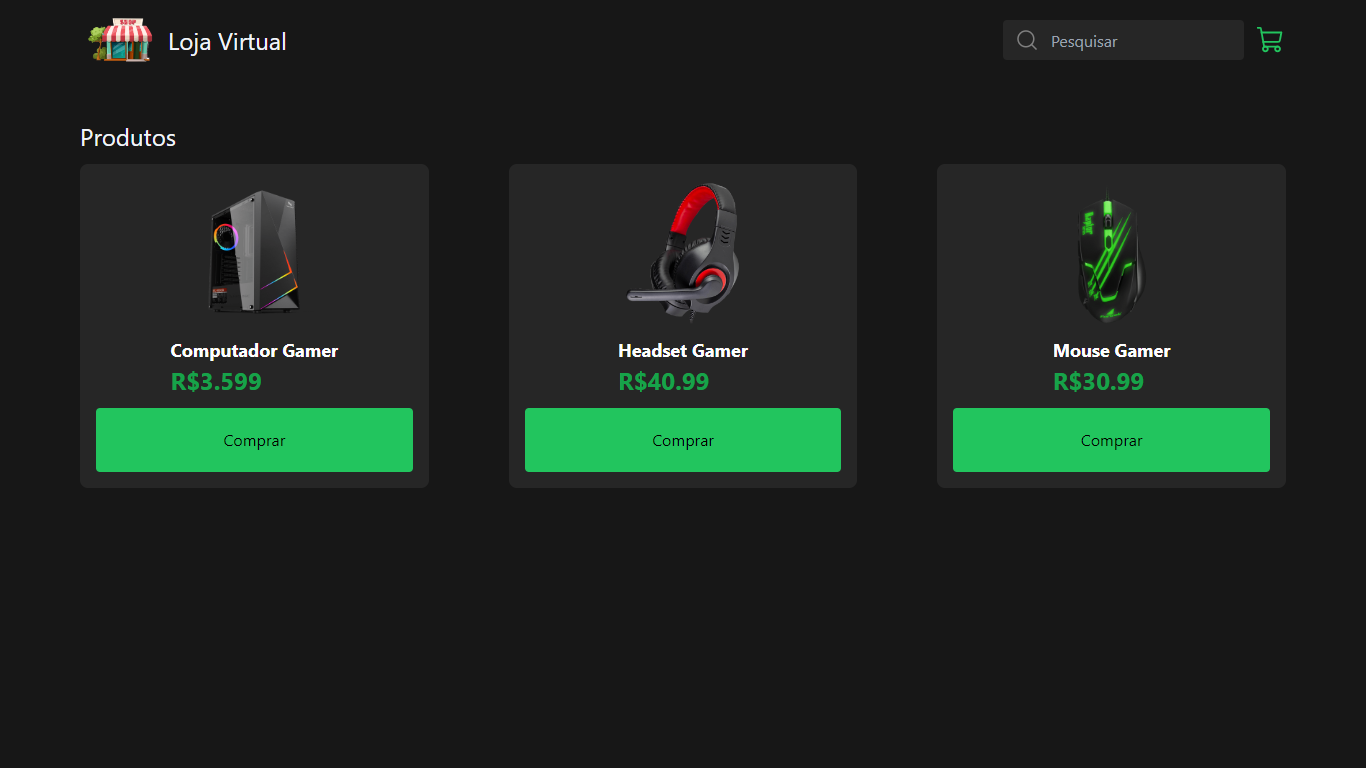 SHOP
Loja Virtual
Pesquisar
Produtos
Computador Gamer
R$3.599
Comprar
Headset Gamer
R$40.99
Comprar
Mouse Gamer
R$30.99
Comprar